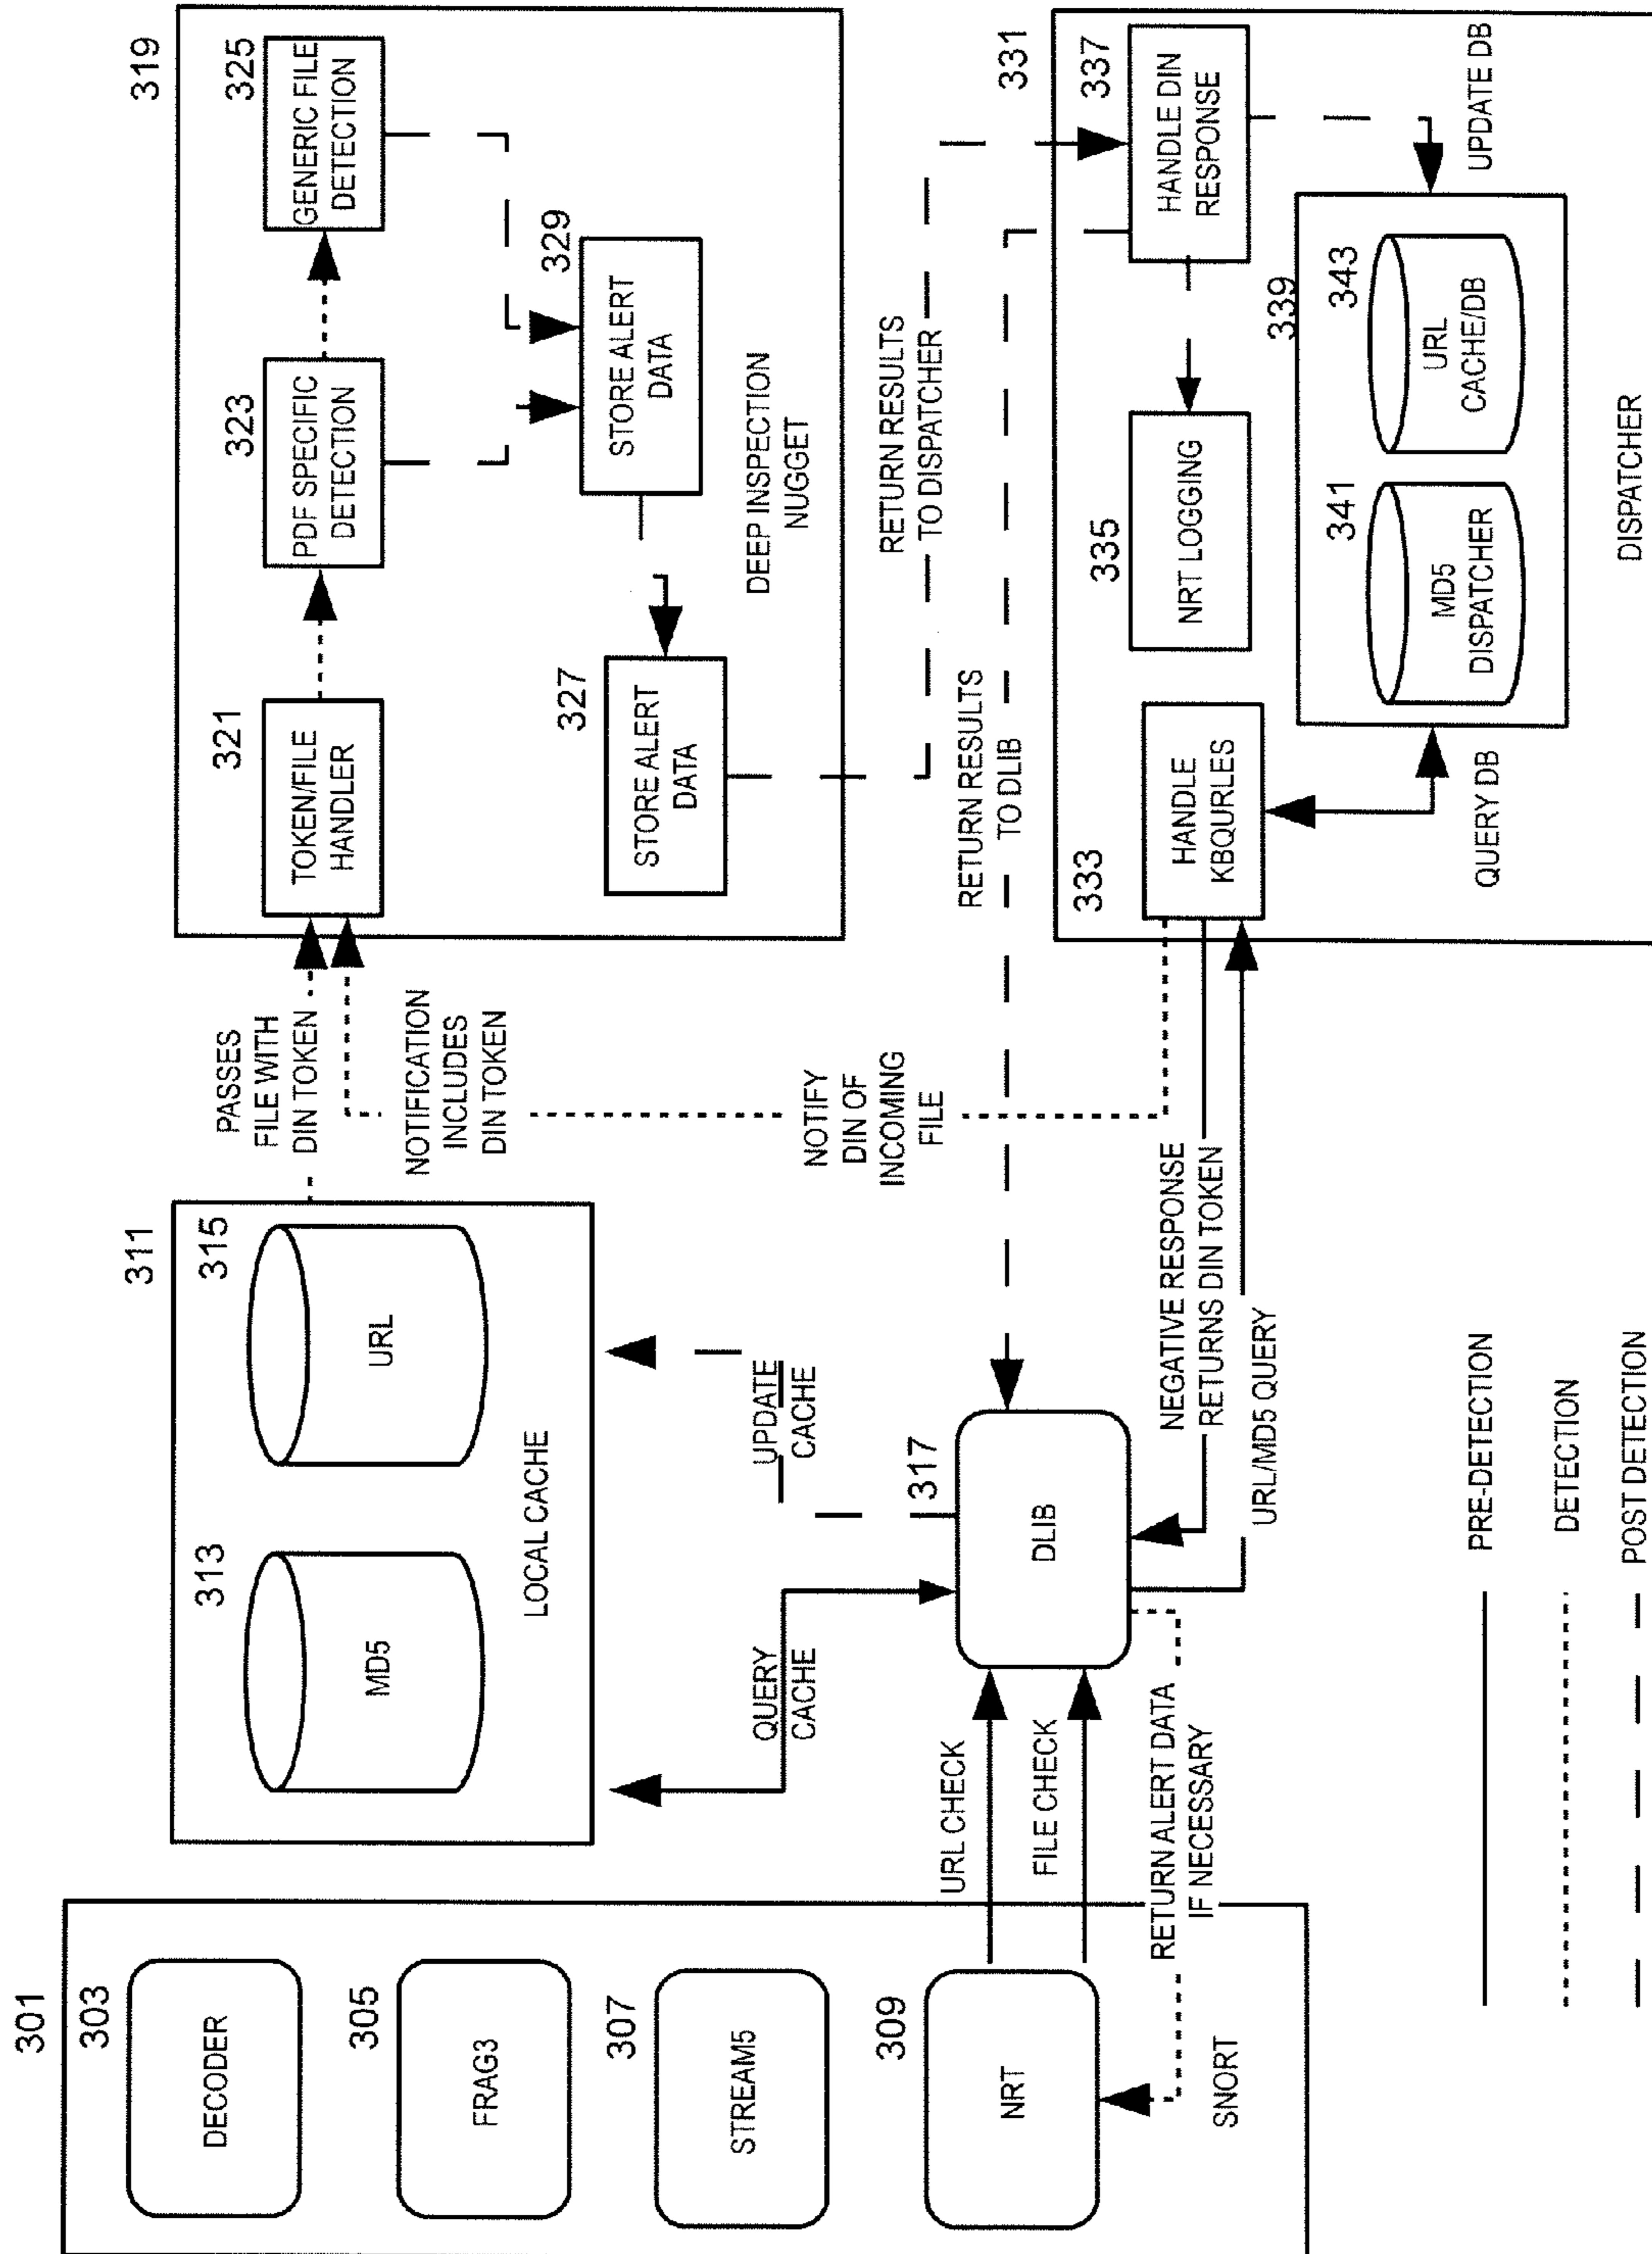 301
303
DECODER
305
FRAG3
307
STREAM5
309
NRT
SNORT
311
313
MD5
315
URL
LOCAL CACHE
QUERY
CACHE
UPDATE
CACHE
URL CHECK
FILE CHECK
RETURN ALERT DATA
IF NECESSARY
317
DLIB
NEGATIVE RESPONSE
RETURNS DIN TOKEN
URL/MD5 QUERY
PASSES
FILE WITH
DIN TOKEN
NOTIFICATION
INCLUDES
DIN TOKEN
NOTIFY
DIN OF
INCOMING
FILE
319
321
TOKEN/FILE
HANDLER
323
PDF SPECIFIC
DETECTION
325
GENERIC FILE
DETECTION
327
STORE ALERT
DATA
329
STORE ALERT
DATA
DEEP INSPECTION
NUGGET
RETURN RESULTS
TO DISPATCHER
RETURN RESULTS
TO DLIB
331
333
HANDLE
KBQURLES
335
NRT LOGGING
337
HANDLE DIN
RESPONSE
339
341
MD5
DISPATCHER
343
URL
CACHE/DB
QUERY DB
UPDATE DB
DISPATCHER
PRE-DETECTION
DETECTION
POST DETECTION